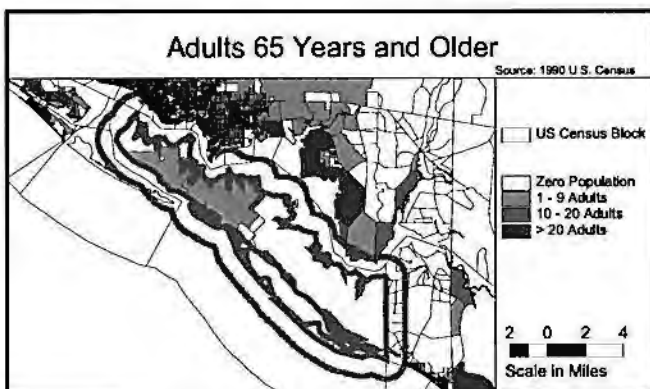 Adults 65 Years and Older
Source: 1990 U.S. Census
US Census Block
Zero Population
1 - 9 Adults
10 - 20 Adults
> 20 Adults
2 0 2 4
Scale in Miles